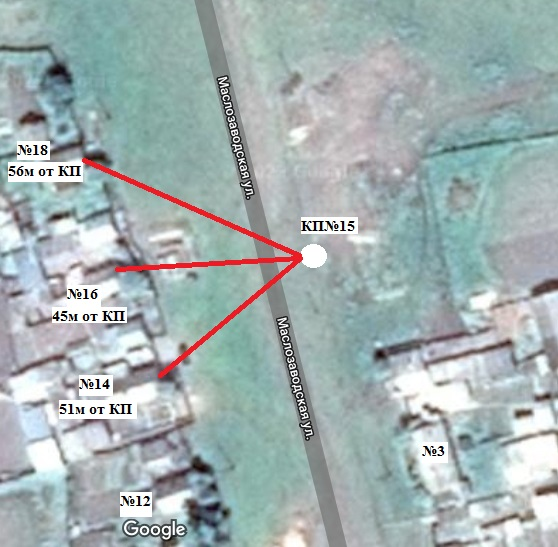 Маслозаводская ул.
№18
56м от КП
КП№15
№16
45м от КП
Маслозаводская ул.
№14
51м от КП
№3
№12
Google